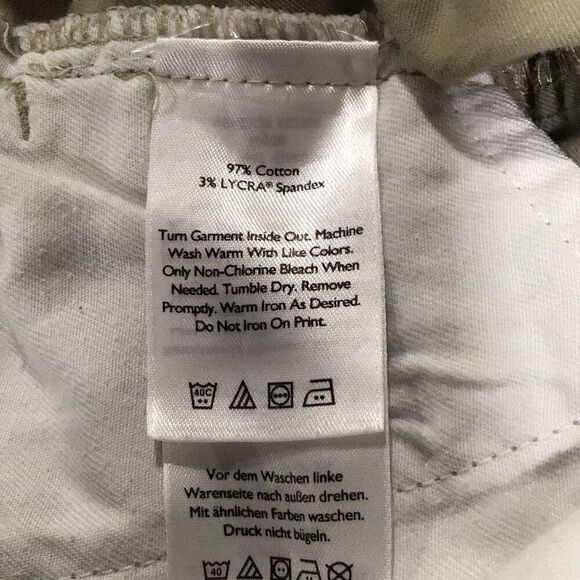 97% Cotton
3% LYCRA® Spandex
Turn Garment Inside Out. Machine
Wash Warm With Like Colors.
Only Non-Chlorine Bleach When
Needed. Tumble Dry. Remove
Promptly. Warm Iron As Desired.
Do Not Iron On Print.
40C
Vor dem Waschen linke
Warenseite nach außen drehen.
Mit ähnlichen Farben waschen.
Druck nicht bügeln.
40